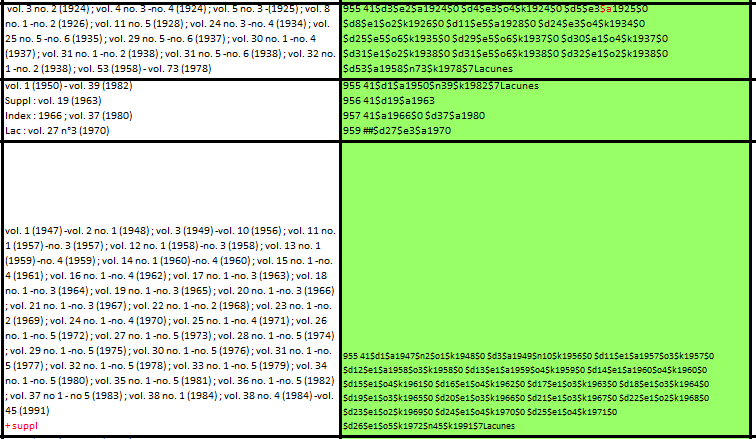 vol. 3 no. 2 (1924) ; vol. 4 no. 3 -no. 4 (1924) ; vol. 5 no. 3 -(1925) ; vol. 8
no. 1 -no. 2 (1926) ; vol. 11 no. 5 (1928) ; vol. 24 no. 3 -no. 4 (1934) ; vol.
25 no. 5 -no. 6 (1935) ; vol. 29 no. 5 -no. 6 (1937) ; vol. 30 no. 1 -no. 4
(1937) ; vol. 31 no. 1 -no. 2 (1938) ; vol. 31 no. 5 -no. 6 (1938) ; vol. 32 no.
1 -no. 2 (1938) ; vol. 53 (1958) - vol. 73 (1978)
955 41$d3$e2$a1924$0 $d4$e3$o4$k1924$0 $d5$e3$a1925$0
$d8$e1$o2$k1926$0 $d11$e5$a1928$0 $d24$e3$o4$k1934$0
$d25$e5$o6$k1935$0 $d29$e5$o6$k1937$0 $d30$e1$o4$k1937$0
$d31$e1$o2$k1938$0 $d31$e5$o6$k1938$0 $d32$e1$o2$k1938$0
$d53$a1958$n73$k1978$7Lacunes
vol. 1 (1950) - vol. 39 (1982)
Suppl : vol. 19 (1963)
Index : 1966 ; vol. 37 (1980)
Lac : vol. 27 n°3 (1970)
955 41$d1$a1950$n39$k1982$7Lacunes
956 41$d19$a1963
957 41$a1966$0 $d37$a1980
959 ##$d27$e3$a1970
vol. 1 (1947) -vol. 2 no. 1 (1948) ; vol. 3 (1949) -vol. 10 (1956) ; vol. 11 no.
1 (1957) -no. 3 (1957) ; vol. 12 no. 1 (1958) -no. 3 (1958) ; vol. 13 no. 1
(1959) -no. 4 (1959) ; vol. 14 no. 1 (1960) -no. 4 (1960) ; vol. 15 no. 1 -no.
4 (1961) ; vol. 16 no. 1 -no. 4 (1962) ; vol. 17 no. 1 -no. 3 (1963) ; vol. 18
no. 1 -no. 3 (1964) ; vol. 19 no. 1 -no. 3 (1965) ; vol. 20 no. 1 -no. 3 (1966)
; vol. 21 no. 1 -no. 3 (1967) ; vol. 22 no. 1 -no. 2 (1968) ; vol. 23 no. 1 -no.
2 (1969) ; vol. 24 no. 1 -no. 4 (1970) ; vol. 25 no. 1 -no. 4 (1971) ; vol. 26
no. 1 -no. 5 (1972) ; vol. 27 no. 1 -no. 5 (1973) ; vol. 28 no. 1 -no. 5 (1974)
; vol. 29 no. 1 -no. 5 (1975) ; vol. 30 no. 1 -no. 5 (1976) ; vol. 31 no. 1 -no.
5 (1977) ; vol. 32 no. 1 -no. 5 (1978) ; vol. 33 no. 1 -no. 5 (1979) ; vol. 34
no. 1 -no. 5 (1980) ; vol. 35 no. 1 -no. 5 (1981) ; vol. 36 no. 1 -no. 5 (1982)
; vol. 37 no 1 - no 5 (1983) ; vol. 38 no. 1 (1984) ; vol. 38 no. 4 (1984) -vol.
45 (1991)
+ suppl
955 41$d1$a1947$n2$o1$k1948$0 $d3$a1949$n10$k1956$0 $d11$e1$a1957$o3$k1957$0
$d12$e1$a1958$o3$k1958$0 $d13$e1$a1959$o4$k1959$0 $d14$e1$a1960$o4$k1960$0
$d15$e1$o4$k1961$0 $d16$e1$o4$k1962$0 $d17$e1$o3$k1963$0 $d18$e1$o3$k1964$0
$d19$e1$o3$k1965$0 $d20$e1$o3$k1966$0 $d21$e1$o3$k1967$0 $d22$e1$o2$k1968$0
$d23$e1$o2$k1969$0 $d24$e1$o4$k1970$0 $d25$e1$o4$k1971$0
$d26$e1$o5$k1972$n45$k1991$7Lacunes